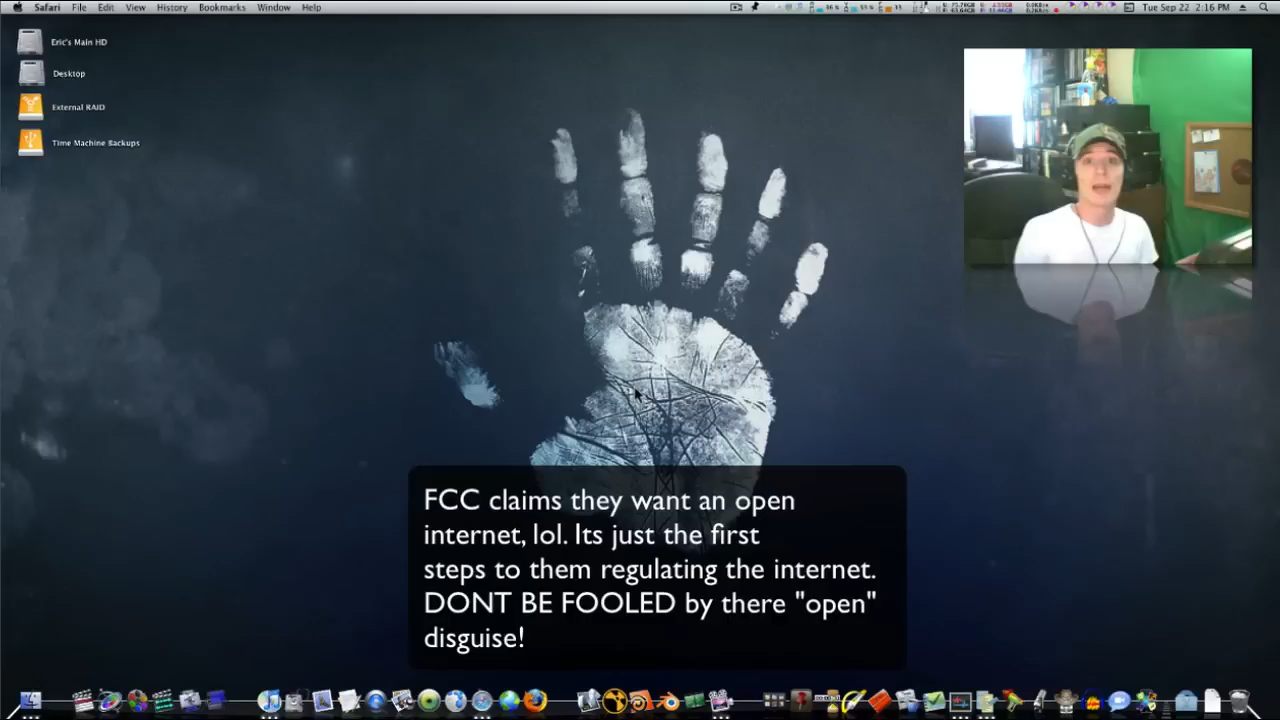 Safari File Edit View History Bookmarks Window Help Tue Sep 22 2:16 PM
Eric's Main HD
Desktop
External RAID
Time Machine Backups
FCC claims they want an open
internet, lol. Its just the first
steps to them regulating the internet.
DONT BE FOOLED by there "open"
disguise!